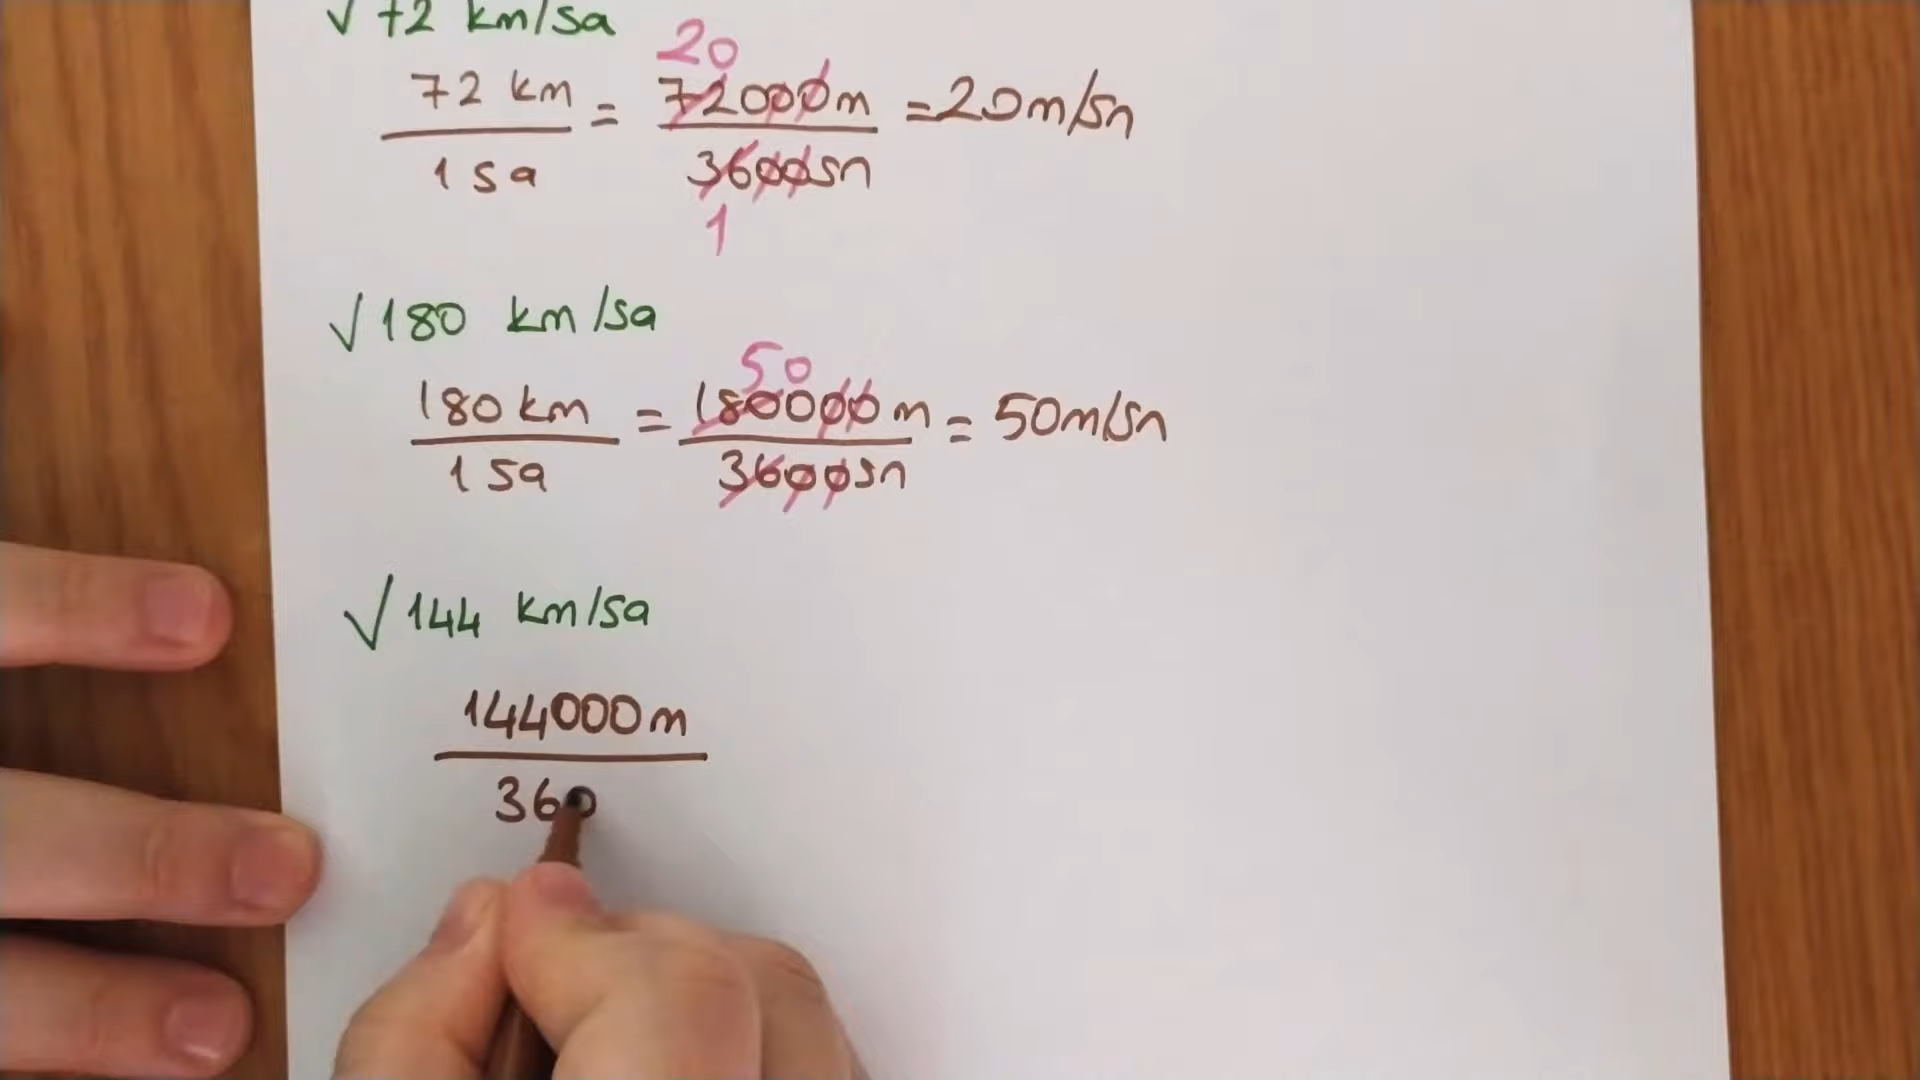 √ 72 km/sa
20
72 km / 1 sa = 72000m / 3600sn = 20m/sn
1
√ 180 km/sa
50
180 km / 1 sa = 180000m / 3600sn = 50m/sn
√ 144 km/sa
144000m
360